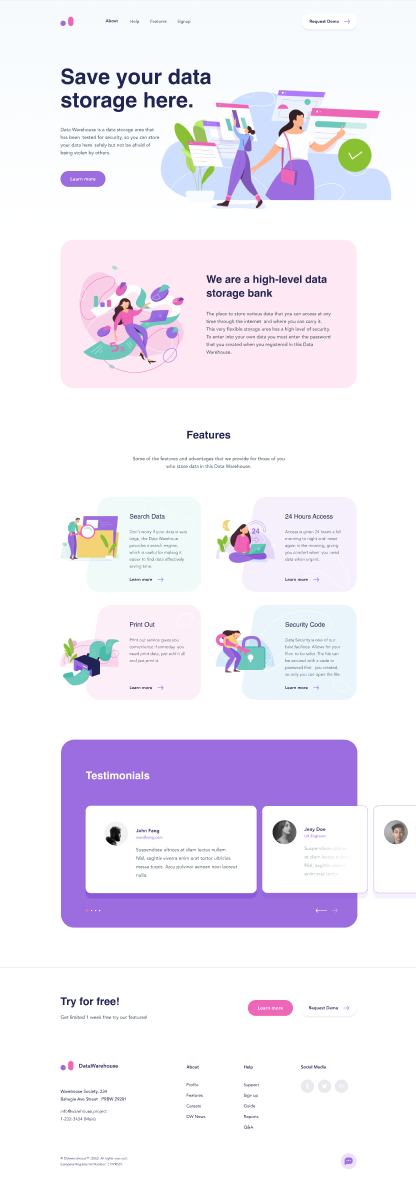 About Help Features Signup Request Demo
Save your data
storage here.
Data Warehouse is a data storage area that
has been tested for security, so you can store
your data here safely but not be afraid of
being stolen by others.
Learn more
We are a high-level data
storage bank
The place to store various data that you can access at any
time through the internet and where you can carry it.
This very flexible storage area has a high level of security.
To enter into your own data you must enter the password
that you created when you registered in this Data
Warehouse.
Features
Some of the features and advantages that we provide for those of you
who store data in this Data Warehouse.
Search Data
Don't worry if your data is very
large, the Data Warehouse
provides a search engine,
which is useful for making it
easier to find data effectively
saving time.
Learn more
24 Hours Access
Access is given 24 hours a full
morning to night and meet
again in the morning, giving
you comfort when you need
data when urgent.
Learn more
Print Out
Print out service gives you
convenience if someday you
need print data, just edit it all
and just print it.
Learn more
Security Code
Data Security is one of our
best facilities. Allows for your
files to be safer. The file can
be secured with a code or
password that you created,
so only you can open the file.
Learn more
Testimonials
John Fang
wordfaang.com
Suspendisse ultrices at diam lectus nullam.
Nisl, sagittis viverra enim erat tortor ultricies
massa turpis. Arcu pulvinar aenean nam laoreet
nulla.
Jeny Doe
UX Engineer
Suspendisse ultrices
at diam lectus nullam.
Nisl, sagittis viverra
enim erat tortor
Try for free!
Get limited 1 week free try our features!
Learn more
Request Demo
DataWarehouse
Warehouse Society, 234
Bahagia Ave Street PRBW 29281
info@warehouse.project
1-232-3434 (Main)
About
Profile
Features
Careers
DW News
Help
Support
Sign up
Guide
Reports
Q&A
Social Media